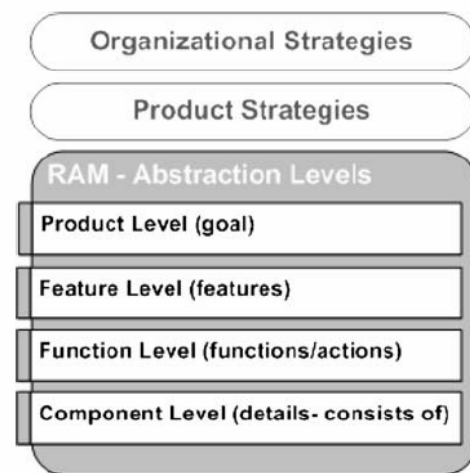 Organizational Strategies
Product Strategies
RAM - Abstraction Levels
Product Level (goal)
Feature Level (features)
Function Level (functions/actions)
Component Level (details- consists of)